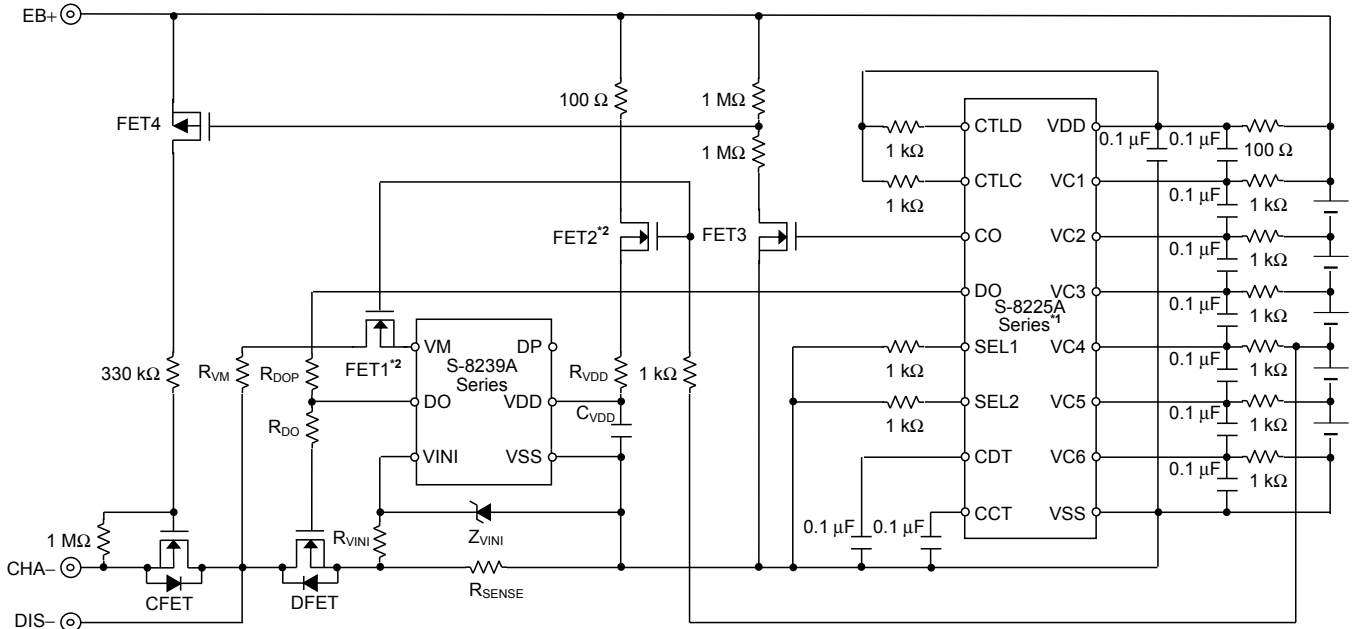 EB+
FET4
100 Ω
1 MΩ
1 MΩ
FET2*2
FET3
1 kΩ
1 kΩ
CTLD
CTLC
CO
DO
SEL1
SEL2
CDT
CCT
S-8225A
Series*1
VDD
VC1
VC2
VC3
VC4
VC5
VC6
VSS
0.1 μF
0.1 μF
100 Ω
0.1 μF
1 kΩ
0.1 μF
1 kΩ
0.1 μF
1 kΩ
0.1 μF
1 kΩ
0.1 μF
1 kΩ
0.1 μF
1 kΩ
330 kΩ
RVM
RDOP
RDO
FET1*2
VM
DP
S-8239A
Series
DO
VDD
VINI
VSS
RVDD
CVDD
1 kΩ
1 kΩ
1 kΩ
0.1 μF
0.1 μF
1 MΩ
RVINI
ZVINI
RSENSE
CHA−
CFET
DFET
DIS−